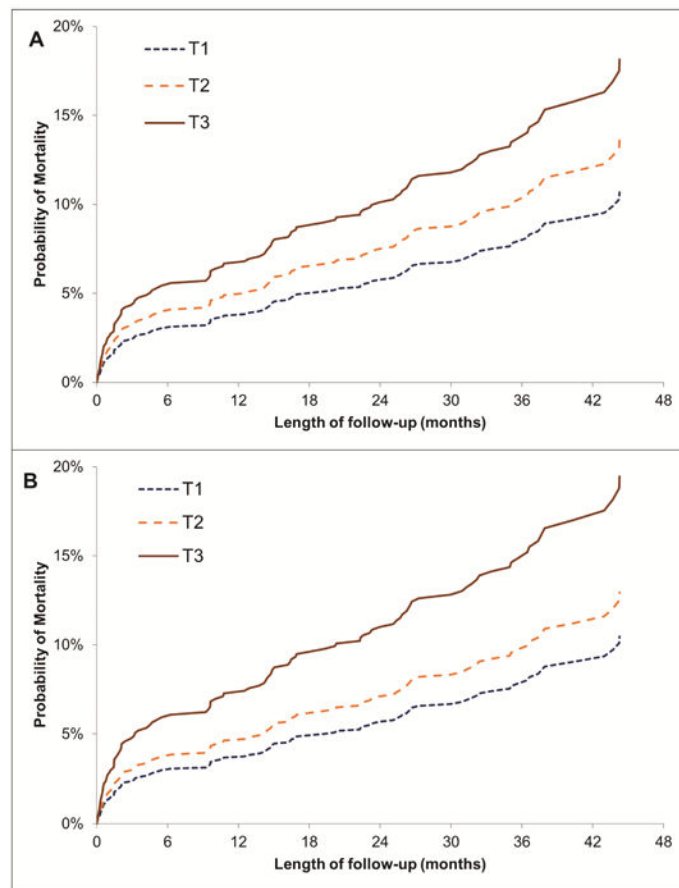 A
T1
T2
T3
20%
15%
10%
5%
0%
Probability of Mortality
0 6 12 18 24 30 36 42 48
Length of follow-up (months)
B
T1
T2
T3
20%
15%
10%
5%
0%
Probability of Mortality
0 6 12 18 24 30 36 42 48
Length of follow-up (months)